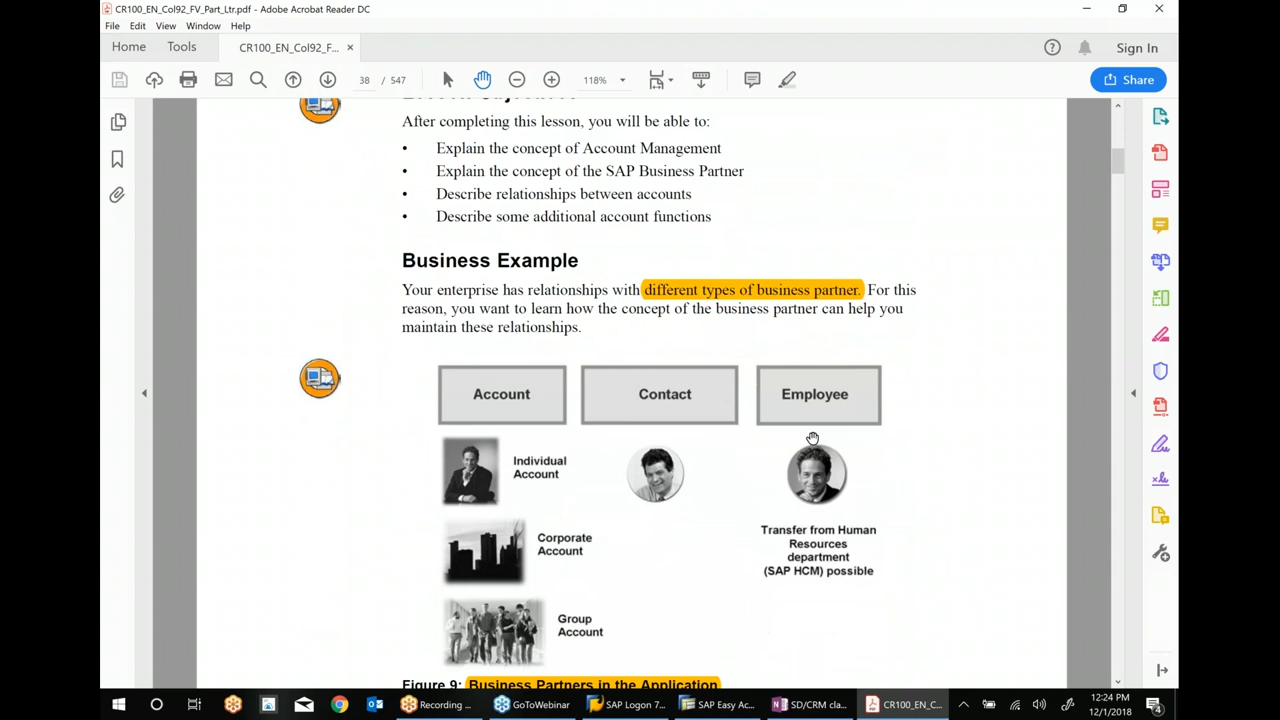 CR100_EN_Col92_FV_Part_Ltr.pdf - Adobe Acrobat Reader DC
File Edit View Window Help
Home Tools CR100_EN_Col92_F... × Sign In
38 / 547 118% Share
After completing this lesson, you will be able to:
• Explain the concept of Account Management
• Explain the concept of the SAP Business Partner
• Describe relationships between accounts
• Describe some additional account functions
Business Example
Your enterprise has relationships with different types of business partner. For this
reason, you want to learn how the concept of the business partner can help you
maintain these relationships.
Account Contact Employee
Individual
Account
Corporate
Account
Transfer from Human
Resources
department
(SAP HCM) possible
Group
Account
Figure 9: Business Partners in the Application
Recording ... GoToWebinar SAP Logon 7... SAP Easy Ac... SD/CRM cla... CR100_EN_C...
12:24 PM
12/1/2018
4